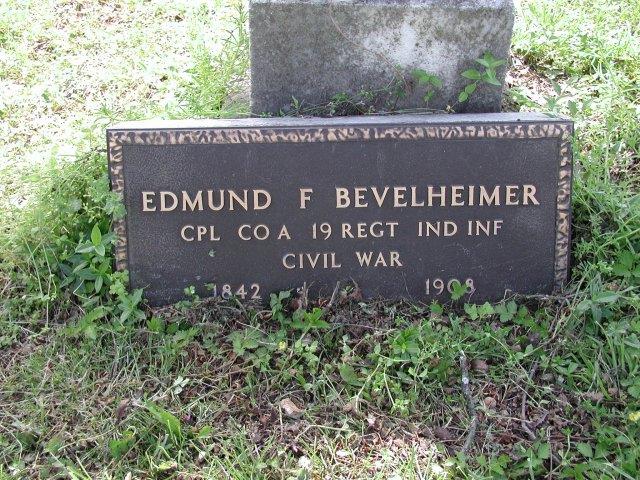 EDMUND F BEVELHEIMER
CPL CO A 19 REGT IND INF
CIVIL WAR
1842 1908